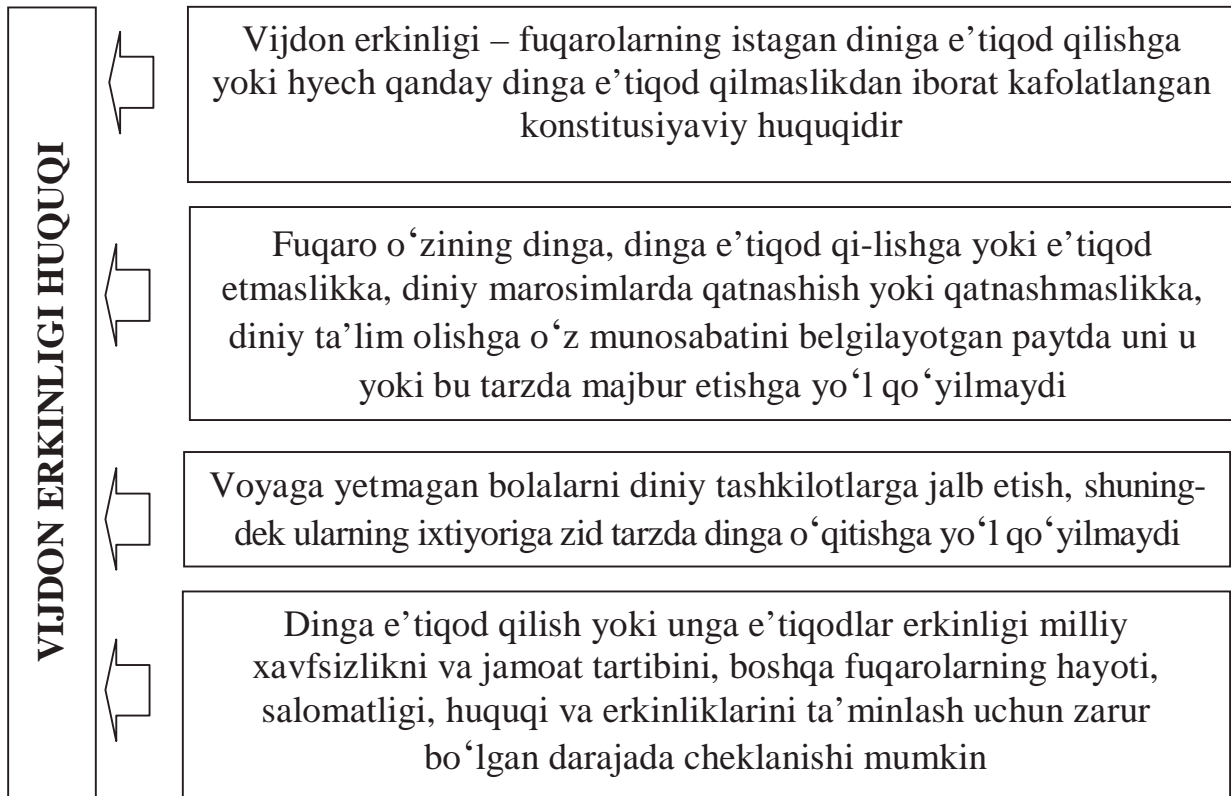 VIJDON ERKINLIGI HUQUQI
Vijdon erkinligi – fuqarolarning istagan diniga e’tiqod qilishga
yoki hyech qanday dinga e’tiqod qilmaslikdan iborat kafolatlangan
konstitusiyaviy huquqidir
Fuqaro o‘zining dinga, dinga e’tiqod qi-lishga yoki e’tiqod
etmaslikka, diniy marosimlarda qatnashish yoki qatnashmaslikka,
diniy ta’lim olishga o‘z munosabatini belgilayotgan paytda uni u
yoki bu tarzda majbur etishga yo‘l qo‘yilmaydi
Voyaga yetmagan bolalarni diniy tashkilotlarga jalb etish, shuning-
dek ularning ixtiyoriga zid tarzda dinga o‘qitishga yo‘l qo‘yilmaydi
Dinga e’tiqod qilish yoki unga e’tiqodlar erkinligi milliy
xavfsizlikni va jamoat tartibini, boshqa fuqarolarning hayoti,
salomatligi, huquqi va erkinliklarini ta’minlash uchun zarur
bo‘lgan darajada cheklanishi mumkin